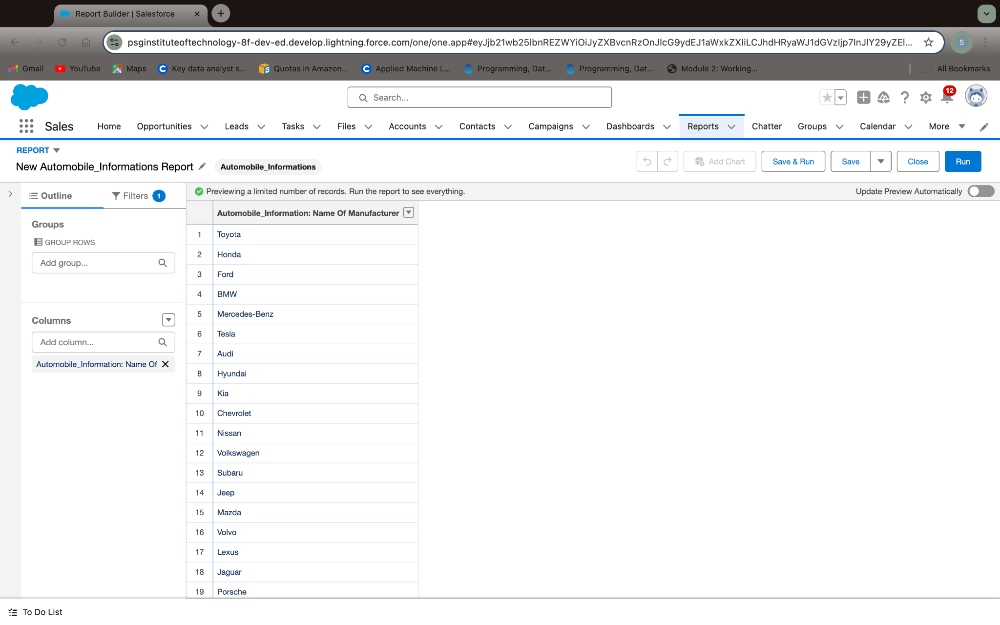 Report Builder | Salesforce
psginstituteoftechnology-8f-dev-ed.develop.lightning.force.com/one/one.app#eyJjb21wb25lbnREZWYiOiJyZXBvcnRzOnJlcG9ydEJ1aWxkZXIiLCJhdHRyaWJ1dGVzIjp7InJlY29yZEl...
S
Gmail YouTube Maps Key data analyst s... Quotas in Amazon... Applied Machine L... Programming, Dat... Programming, Dat... Module 2: Working... All Bookmarks
Search...
12
Sales Home Opportunities Leads Tasks Files Accounts Contacts Campaigns Dashboards Reports Chatter Groups Calendar More
REPORT
New Automobile_Informations Report Automobile_Informations
Add Chart Save & Run Save Close Run
Outline Filters 1
Previewing a limited number of records. Run the report to see everything.
Update Preview Automatically
Groups
GROUP ROWS
Add group...
Columns
Add column...
Automobile_Information: Name Of
Automobile_Information: Name Of Manufacturer
1 Toyota
2 Honda
3 Ford
4 BMW
5 Mercedes-Benz
6 Tesla
7 Audi
8 Hyundai
9 Kia
10 Chevrolet
11 Nissan
12 Volkswagen
13 Subaru
14 Jeep
15 Mazda
16 Volvo
17 Lexus
18 Jaguar
19 Porsche
To Do List